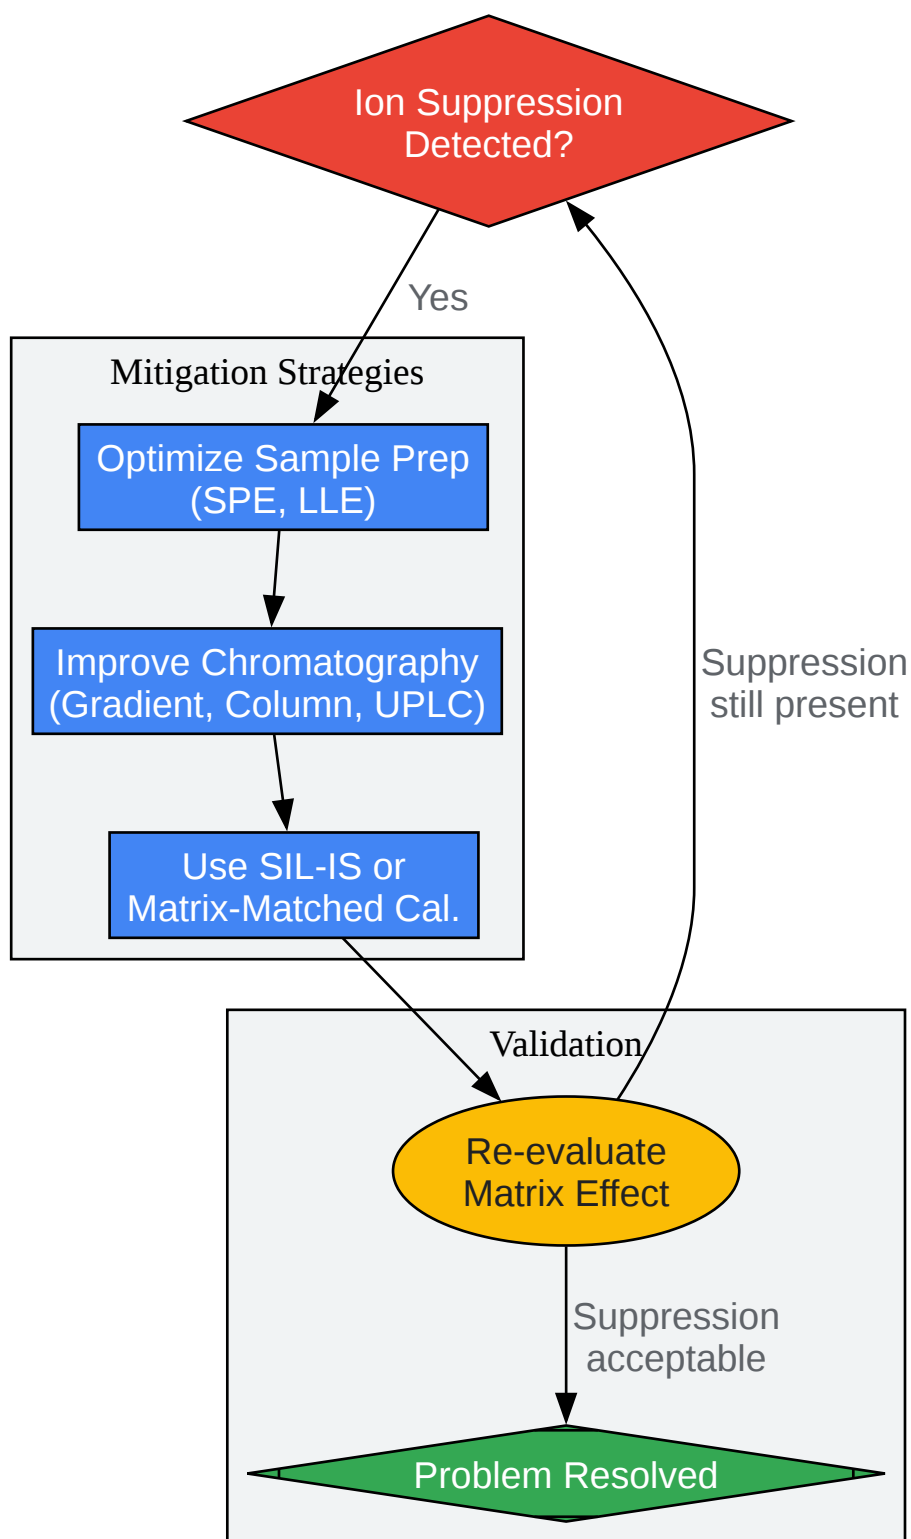 Ion Suppression
Detected?
Yes
Mitigation Strategies
Optimize Sample Prep
(SPE, LLE)
Improve Chromatography
(Gradient, Column, UPLC)
Suppression
still present
Use SIL-IS or
Matrix-Matched Cal.
Validation
Re-evaluate
Matrix Effect
Suppression
acceptable
Problem Resolved